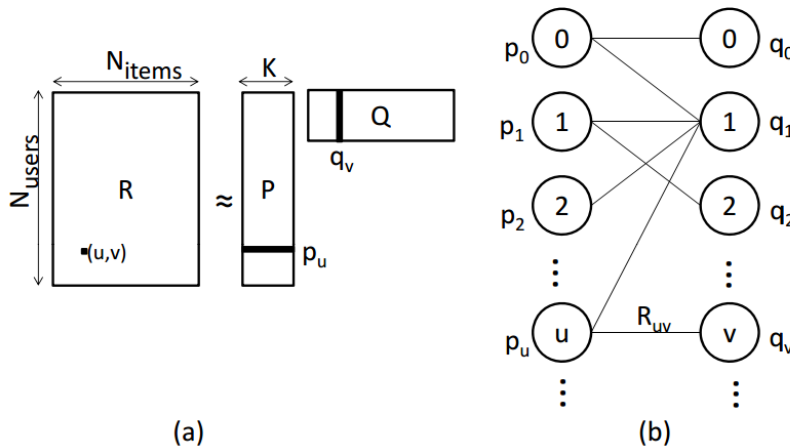 N_items
K
N_users
R
≈
P
Q
q_v
(u,v)
p_u
(a)
p_0 0 0 q_0
p_1 1 1 q_1
p_2 2 2 q_2
⋮ ⋮
p_u u R_uv v q_v
⋮ ⋮
(b)